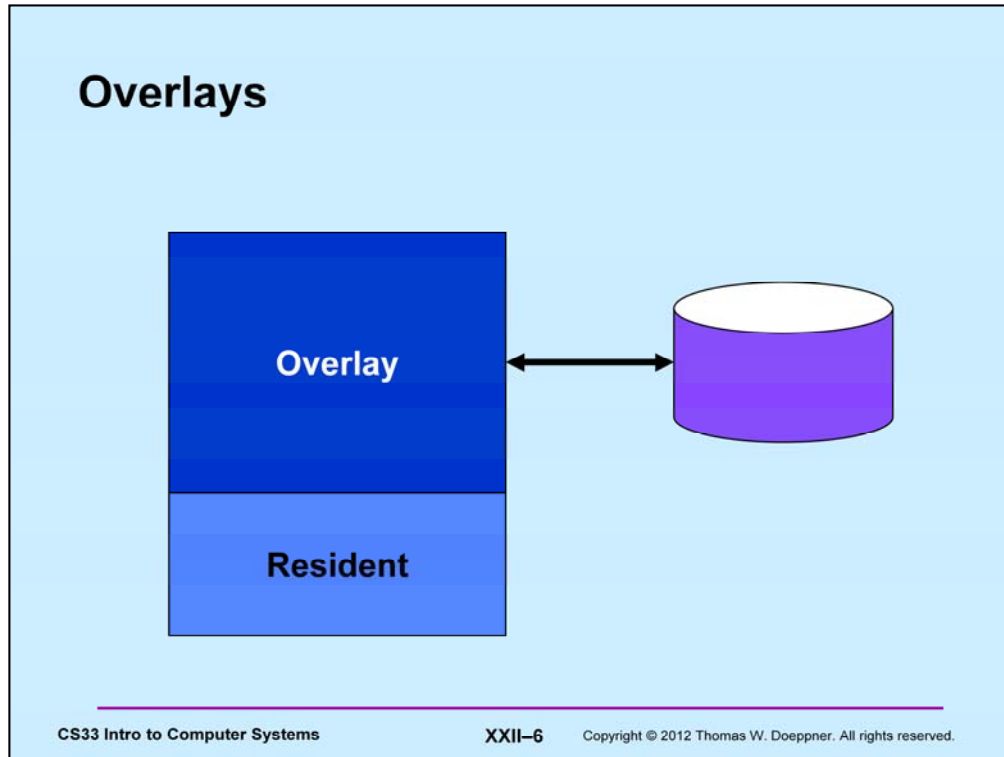 Overlays
Overlay
Resident
CS33 Intro to Computer Systems XXII–6 Copyright © 2012 Thomas W. Doeppner. All rights reserved.